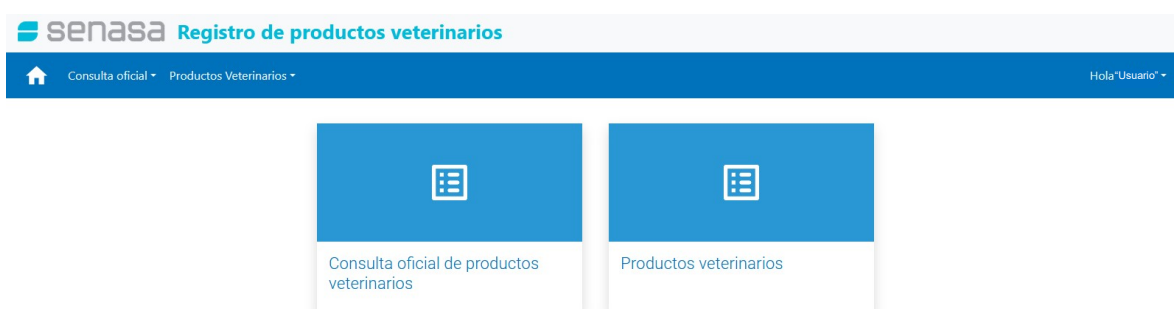 senasa Registro de productos veterinarios
Consulta oficial Productos Veterinarios Hola"Usuario"
Consulta oficial de productos
veterinarios
Productos veterinarios